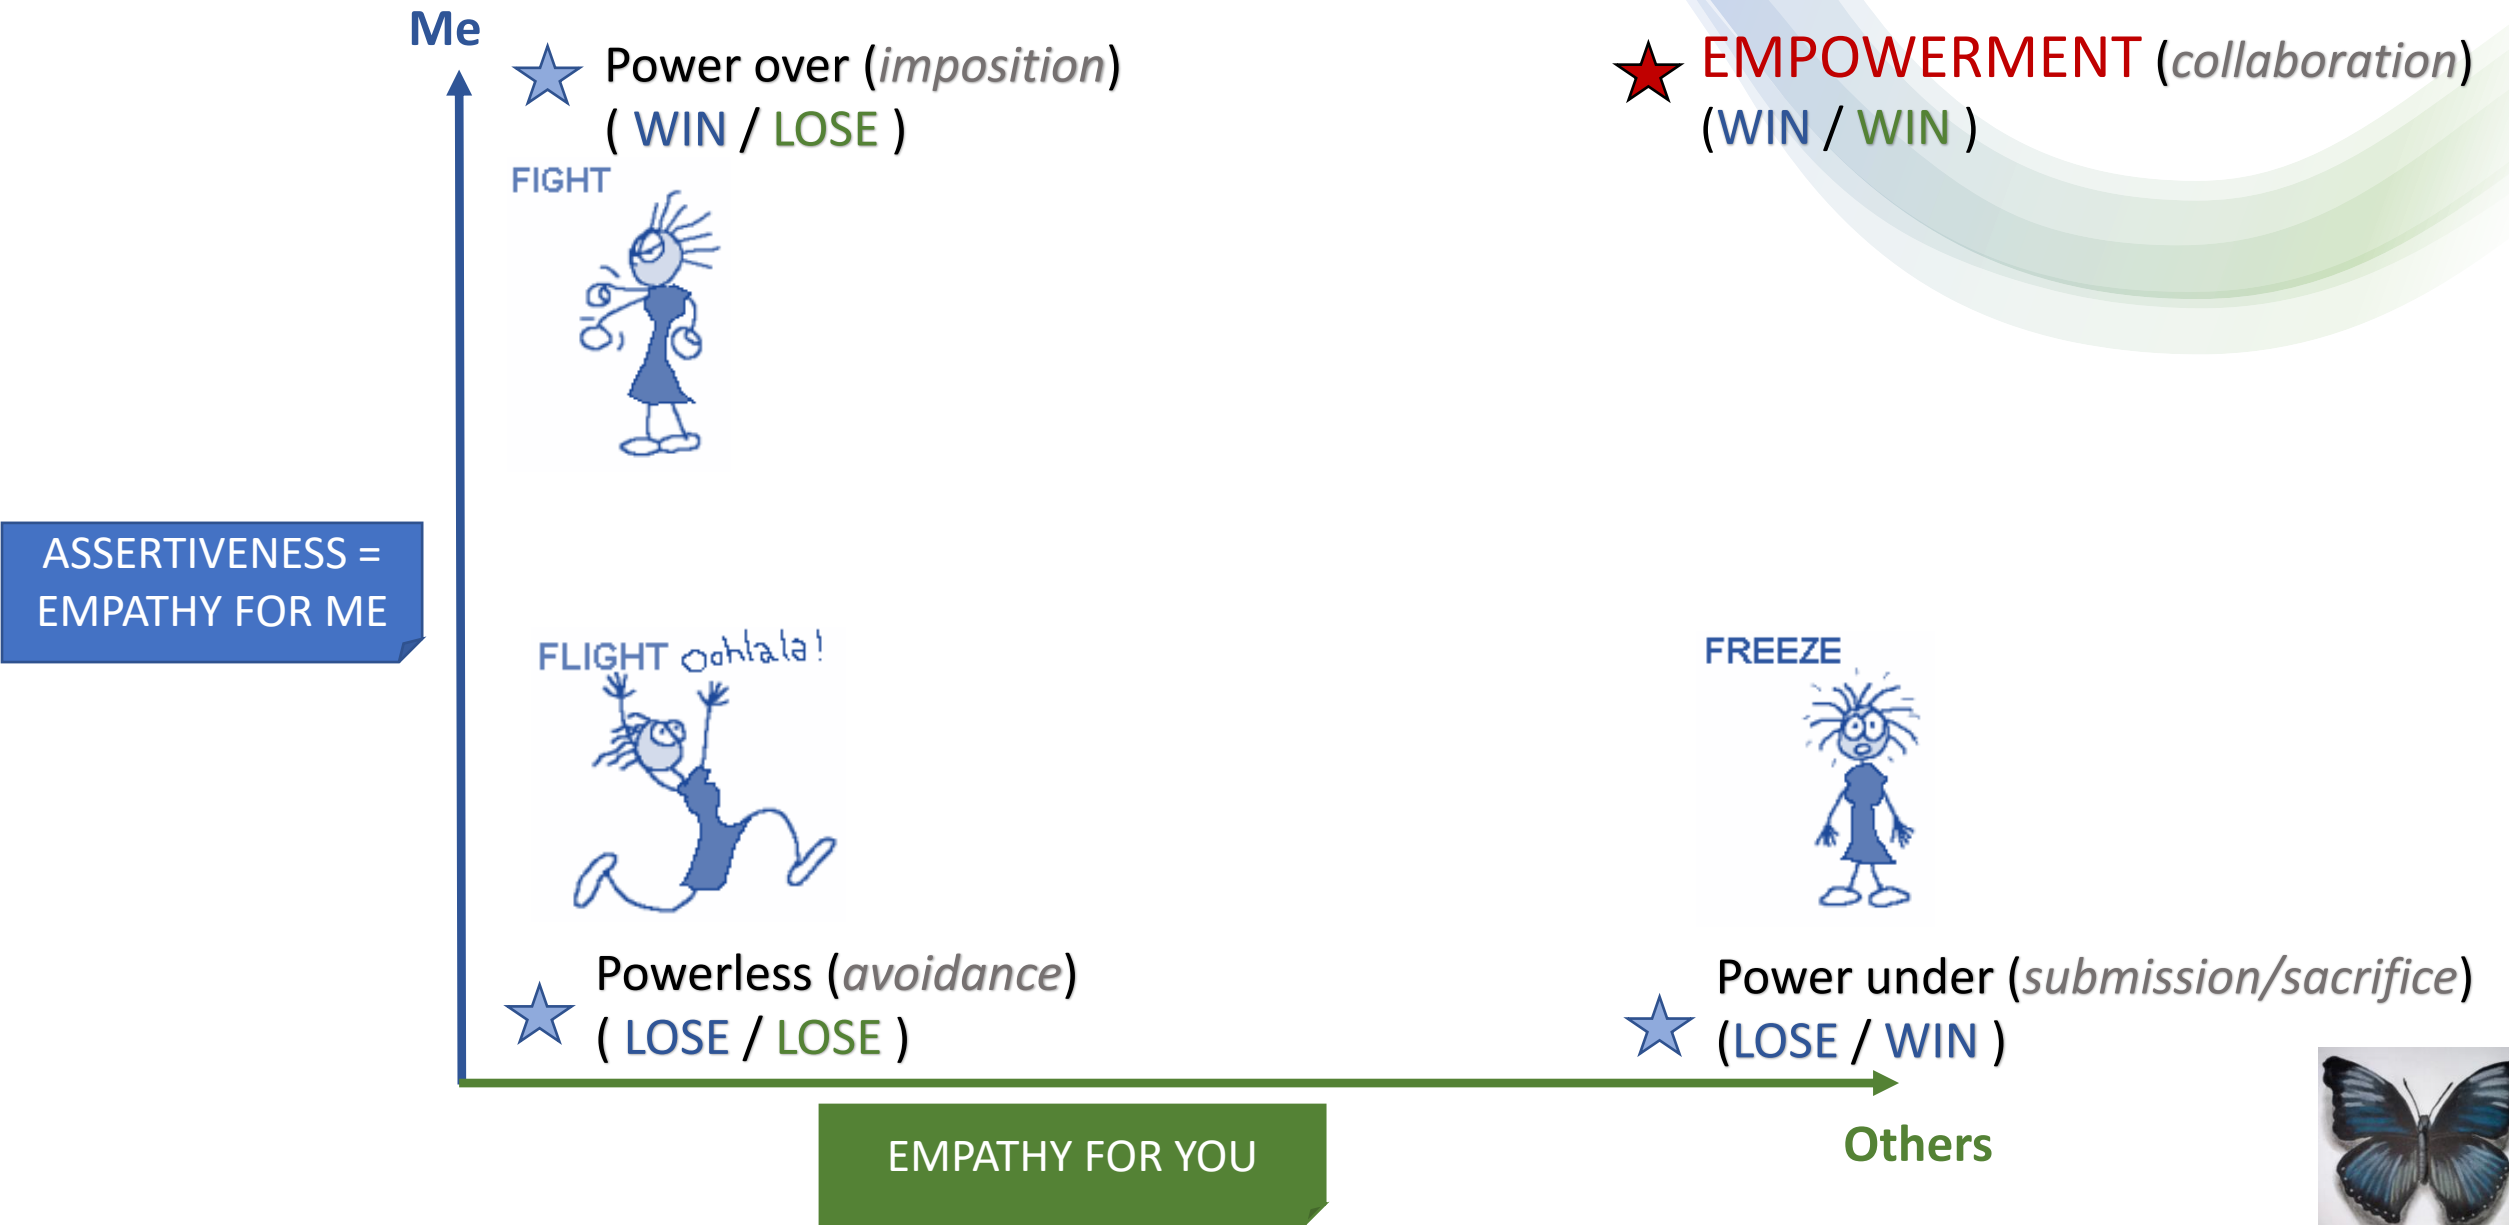 Me
Power over (imposition)
( WIN / LOSE )
EMPOWERMENT (collaboration)
(WIN / WIN )
FIGHT
ASSERTIVENESS =
EMPATHY FOR ME
FLIGHT Oohlala!
FREEZE
Powerless (avoidance)
( LOSE / LOSE )
Power under (submission/sacrifice)
(LOSE / WIN )
EMPATHY FOR YOU
Others